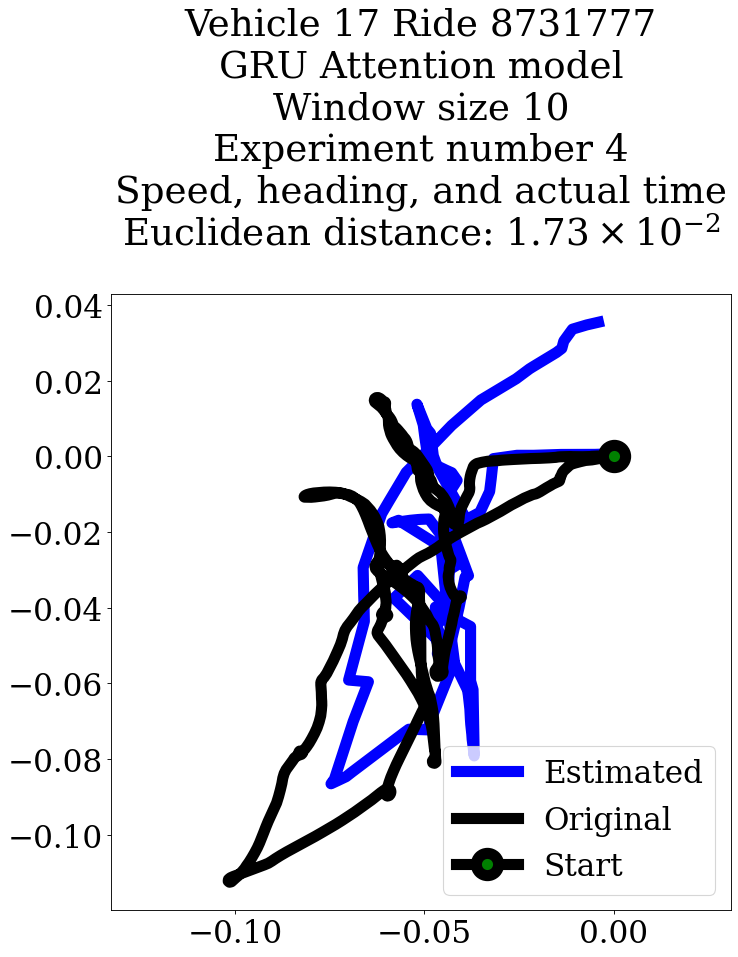 Vehicle 17 Ride 8731777
GRU Attention model
Window size 10
Experiment number 4
Speed, heading, and actual time
Euclidean distance: 1.73 × 10⁻²
0.04
0.02
0.00
−0.02
−0.04
−0.06
−0.08
−0.10
Estimated
Original
Start
−0.10
−0.05
0.00